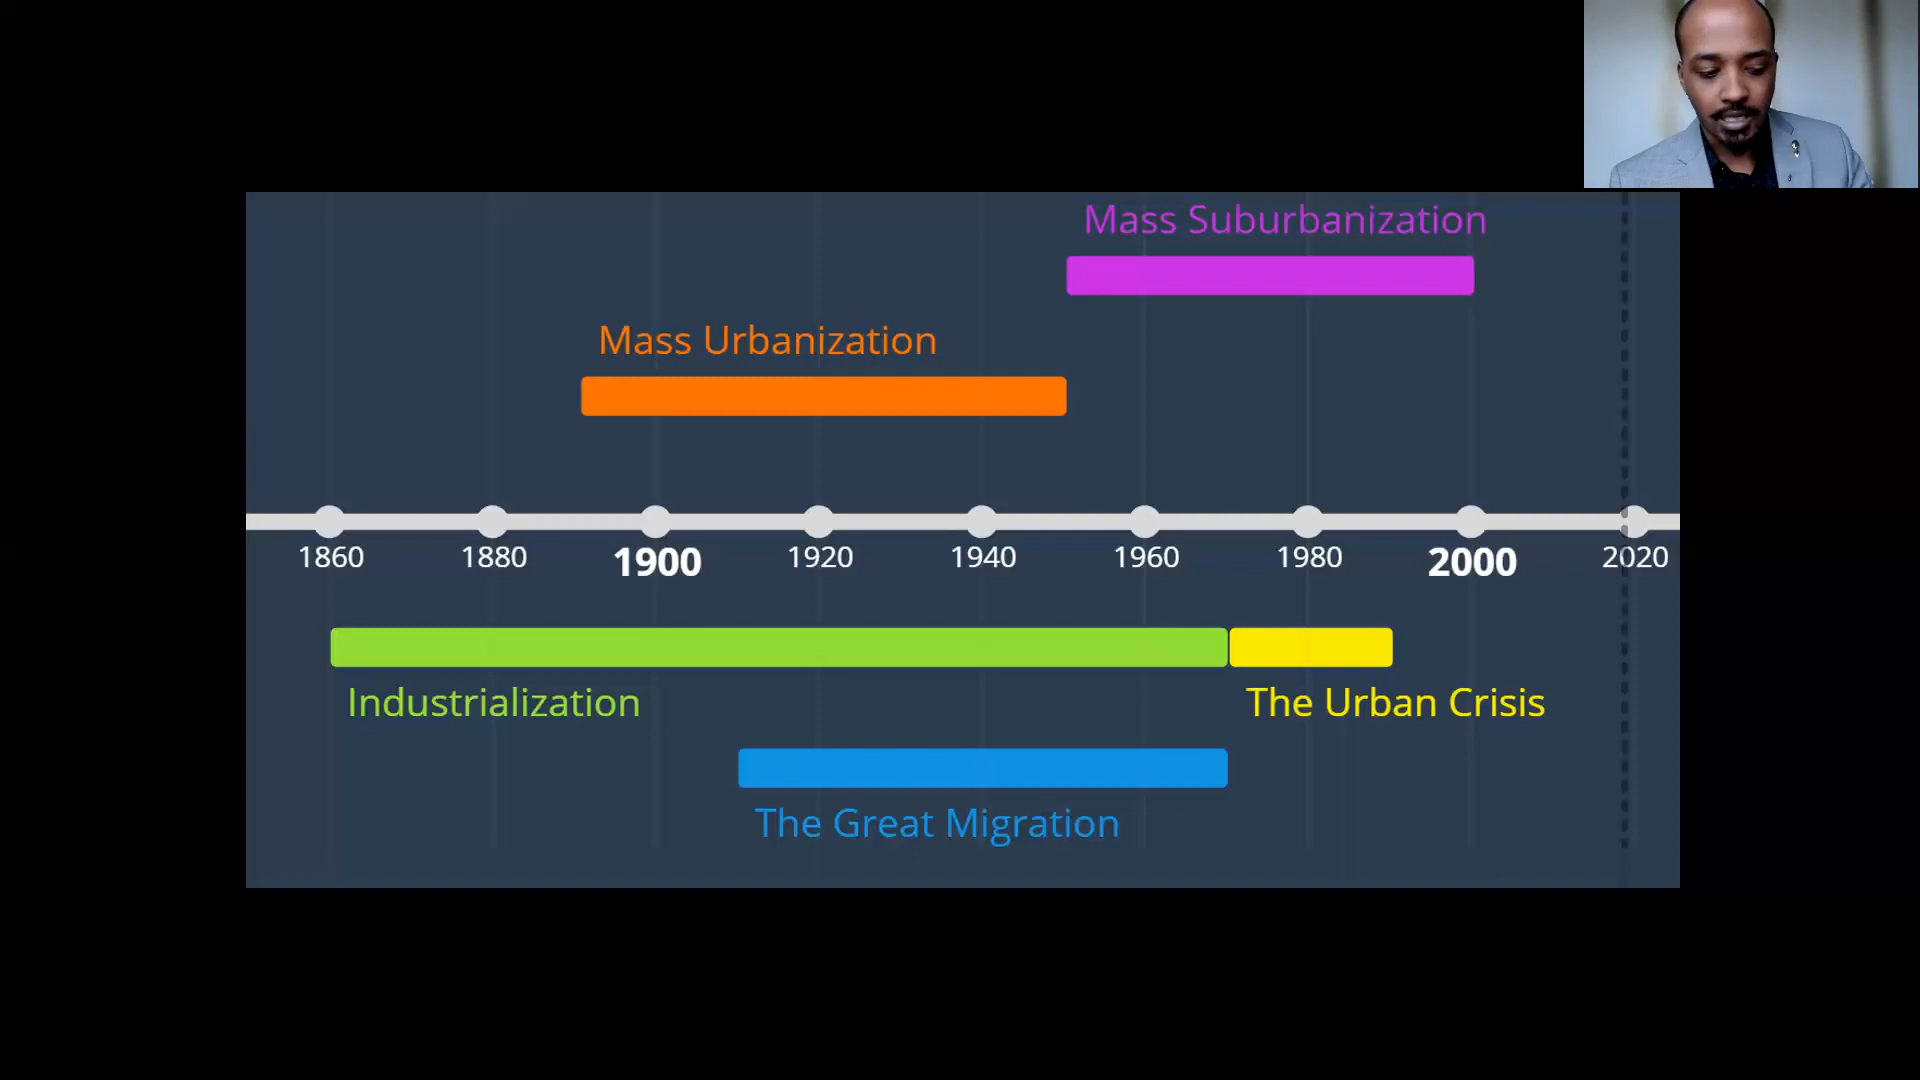 Mass Suburbanization
Mass Urbanization
1860 1880 1900 1920 1940 1960 1980 2000 2020
Industrialization The Urban Crisis
The Great Migration